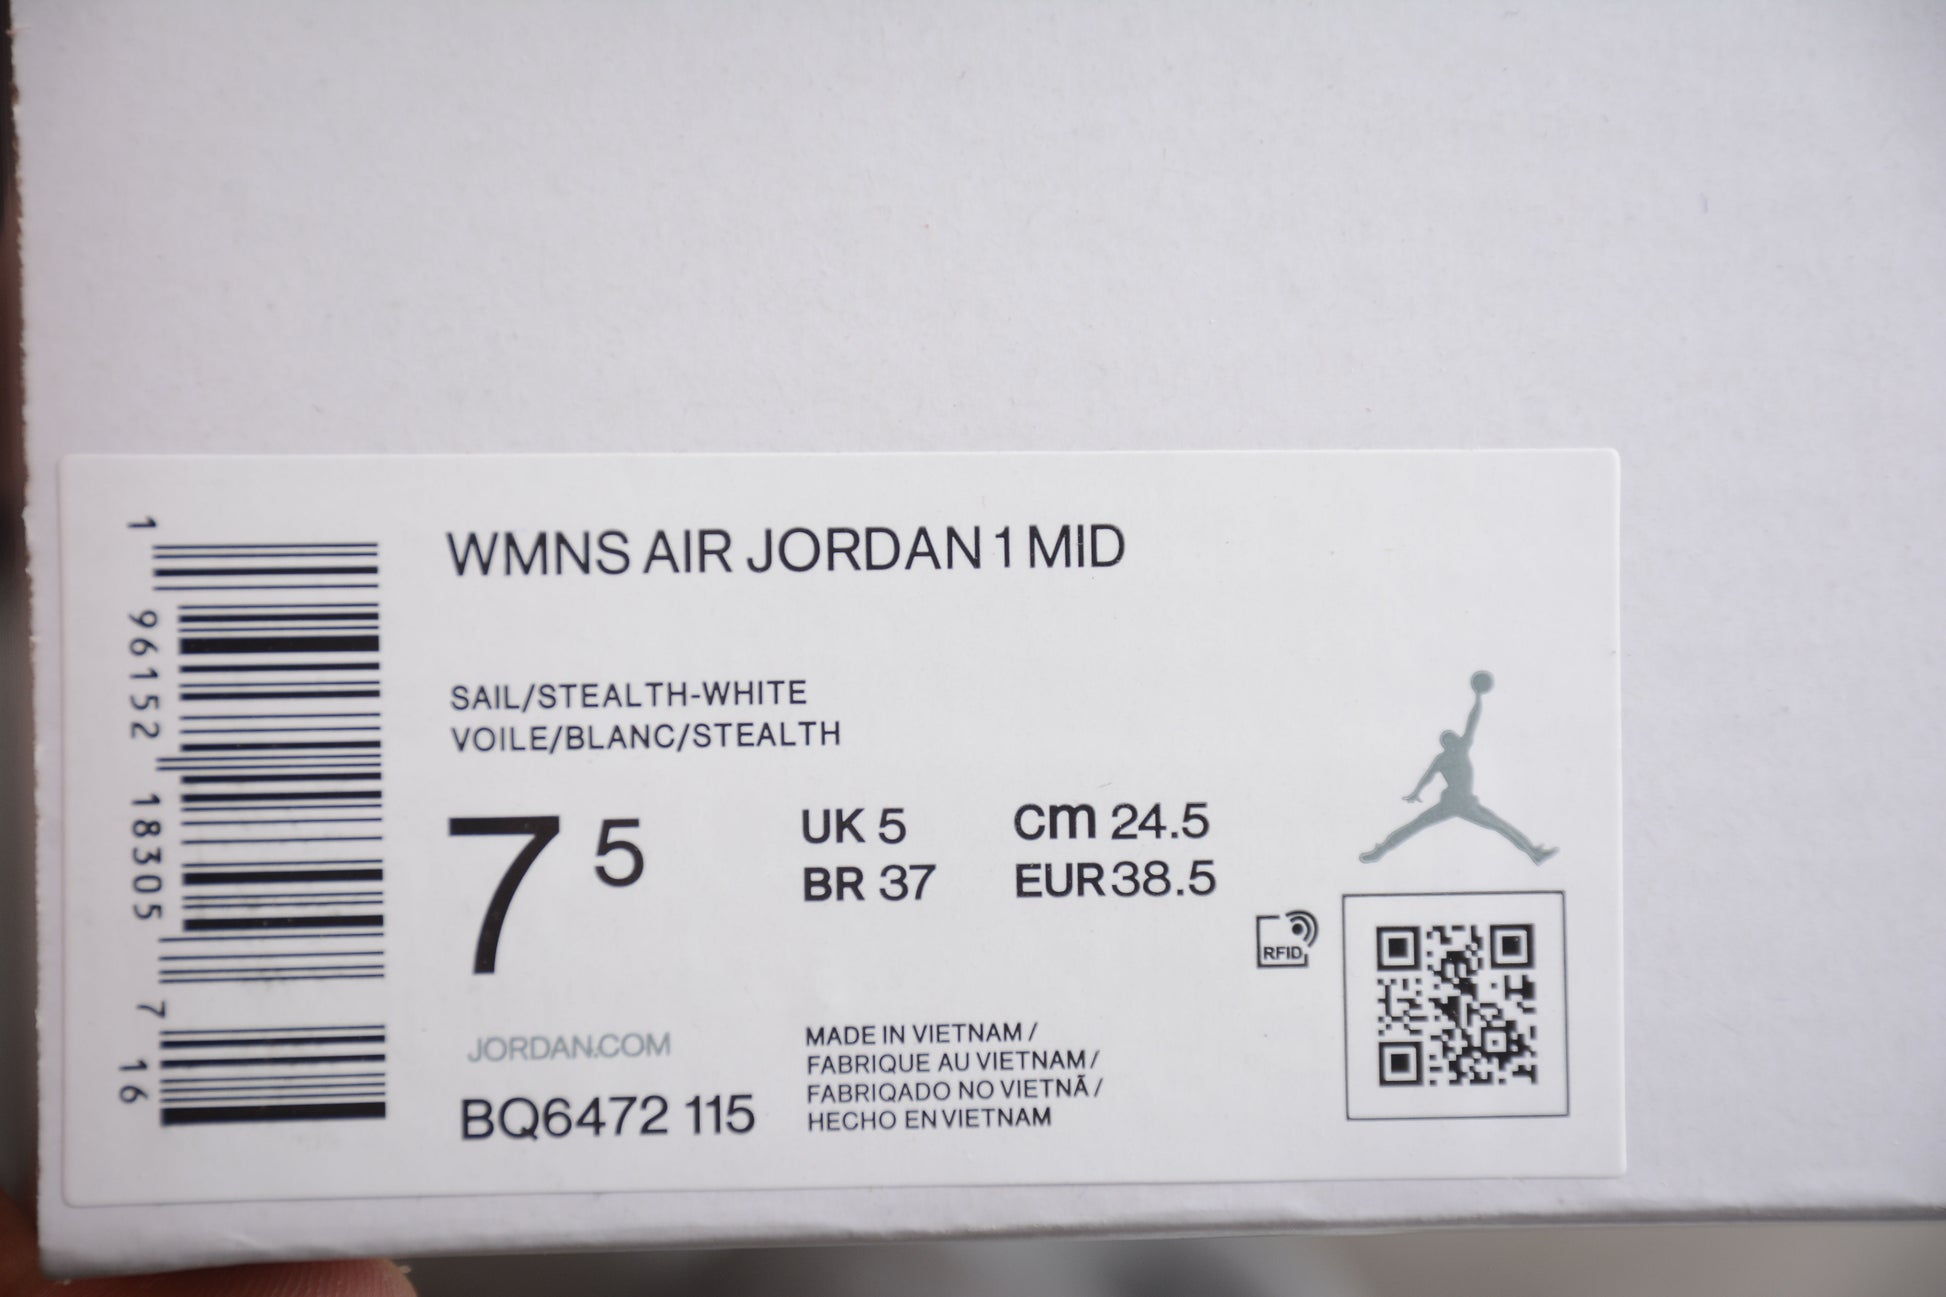 WMNS AIR JORDAN 1 MID
SAIL/STEALTH-WHITE
VOILE/BLANC/STEALTH
7 5
UK 5
BR 37
cm 24.5
EUR 38.5
RFID
JORDAN.COM
BQ6472 115
MADE IN VIETNAM /
FABRIQUE AU VIETNAM /
FABRIQADO NO VIETNÃ /
HECHO EN VIETNAM
1 96152 18305 7 16